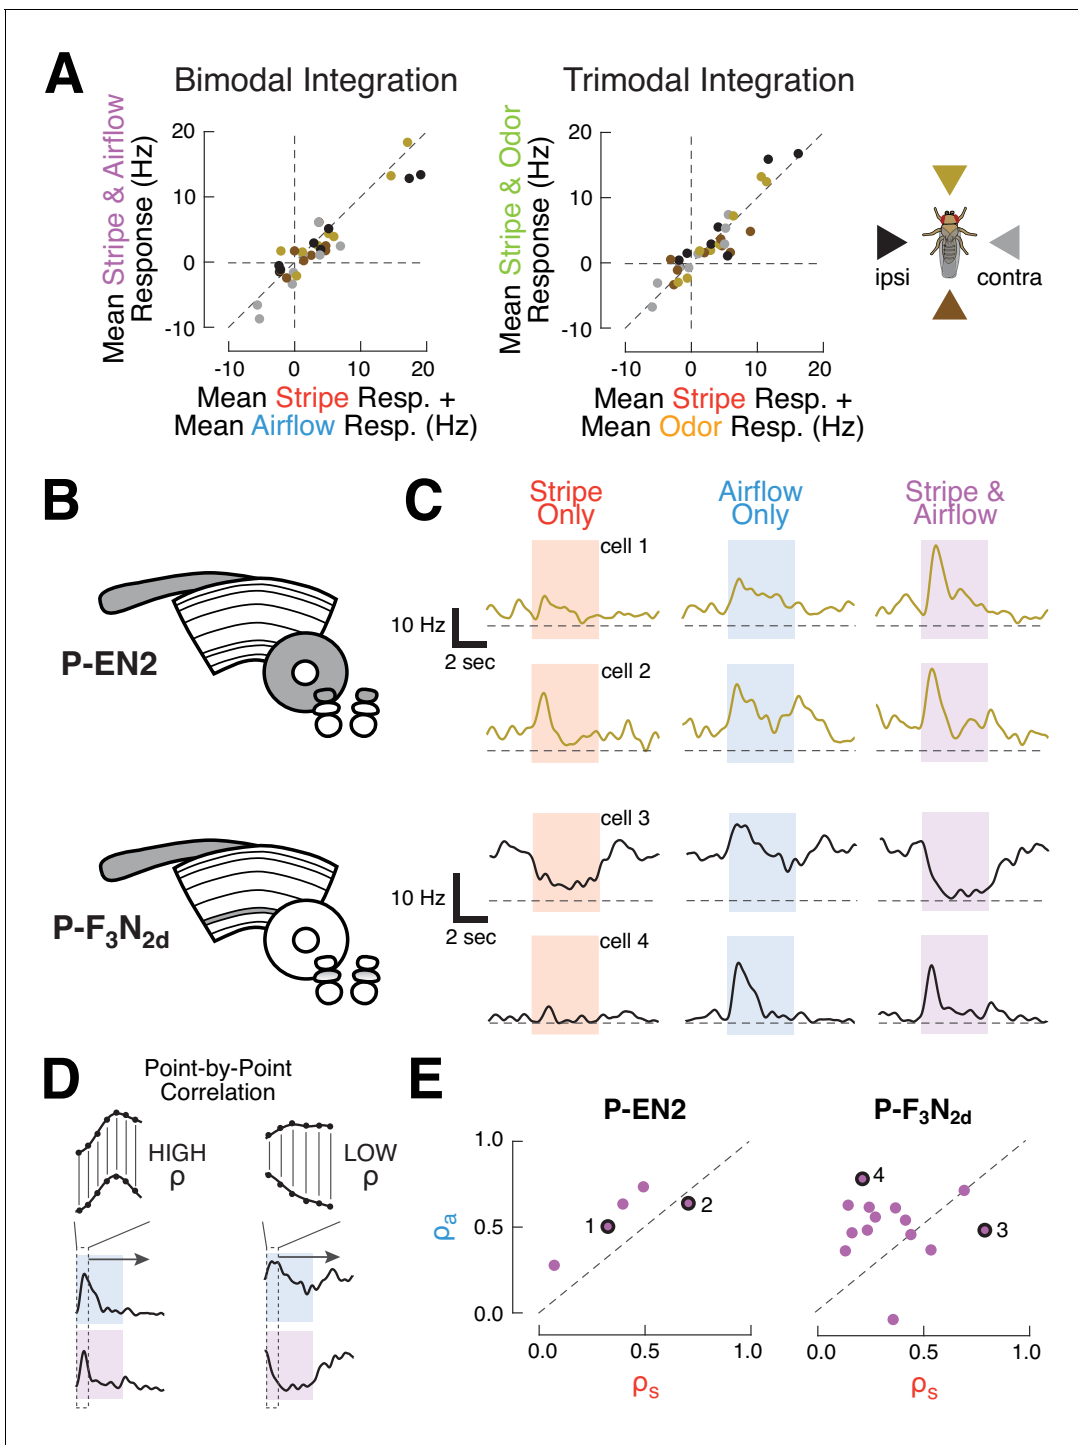 A
Bimodal Integration
Mean Stripe & Airflow
Response (Hz)
20
10
0
-10
-10
0
10
20
Mean Stripe Resp. +
Mean Airflow Resp. (Hz)
Trimodal Integration
Mean Stripe & Odor
Response (Hz)
20
10
0
-10
-10
0
10
20
Mean Stripe Resp. +
Mean Odor Resp. (Hz)
ipsi
contra
B
P-EN2
P-F₃N₂d
C
Stripe
Only
Airflow
Only
Stripe &
Airflow
cell 1
10 Hz
2 sec
cell 2
cell 3
10 Hz
2 sec
cell 4
D
Point-by-Point
Correlation
HIGH
ρ
LOW
ρ
E
P-EN2
1.0
0.5
0.0
ρa
1
2
0.0
0.5
1.0
ρs
P-F₃N₂d
4
3
0.0
0.5
1.0
ρs